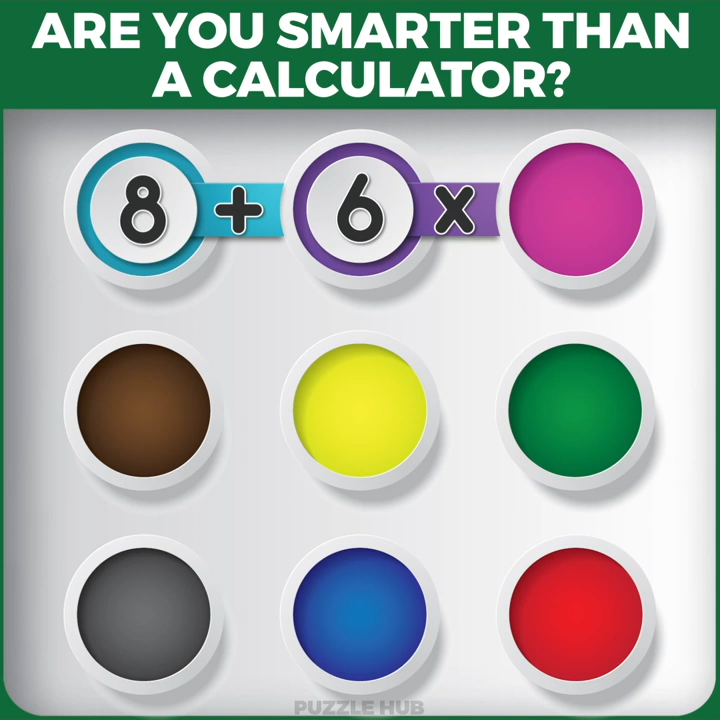 ARE YOU SMARTER THAN
A CALCULATOR?
8 + 6 x
PUZZLE HUB